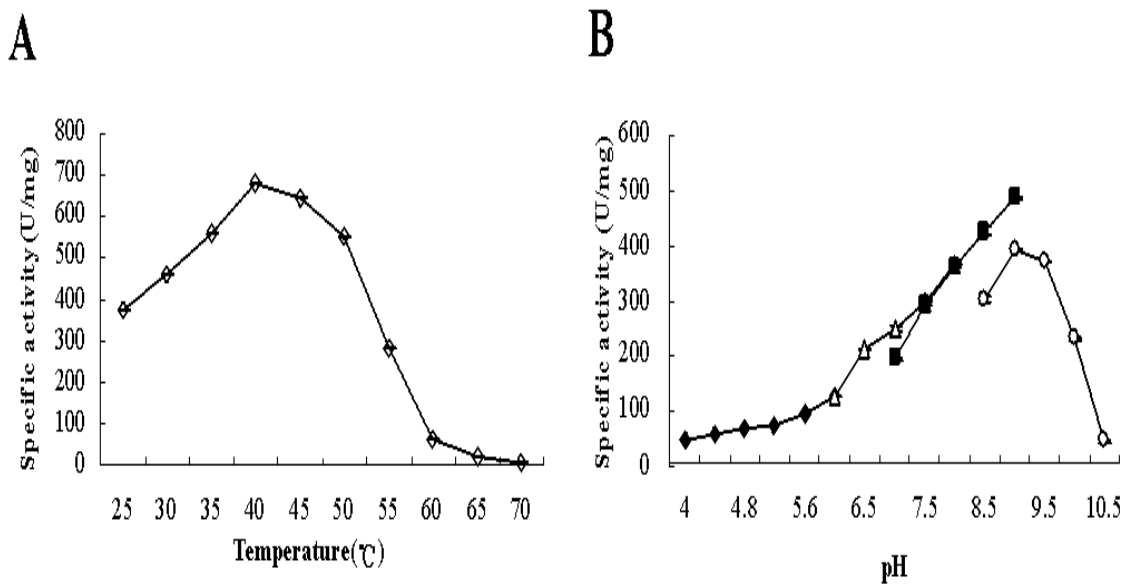 A
B
Specific activity(U/mg)
800
700
600
500
400
300
200
100
0
25 30 35 40 45 50 55 60 65 70
Temperature(℃)
Specific activity (U/mg)
600
500
400
300
200
100
0
4 4.8 5.6 6.5 7.5 8.5 9.5 10.5
pH